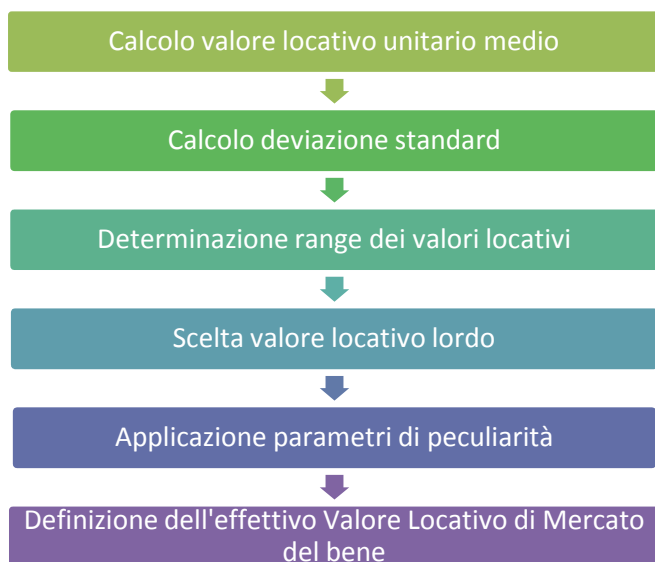 Calcolo valore locativo unitario medio
Calcolo deviazione standard
Determinazione range dei valori locativi
Scelta valore locativo lordo
Applicazione parametri di peculiarità
Definizione dell'effettivo Valore Locativo di Mercato
del bene